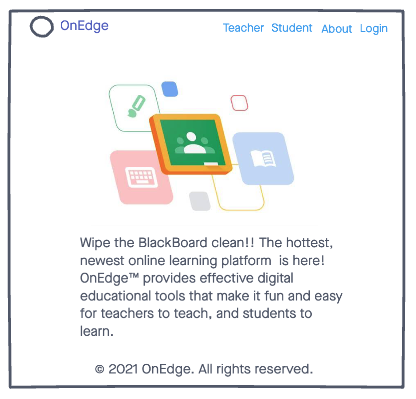 OnEdge
Teacher Student About Login
Wipe the BlackBoard clean!! The hottest,
newest online learning platform is here!
OnEdge™ provides effective digital
educational tools that make it fun and easy
for teachers to teach, and students to
learn.
© 2021 OnEdge. All rights reserved.